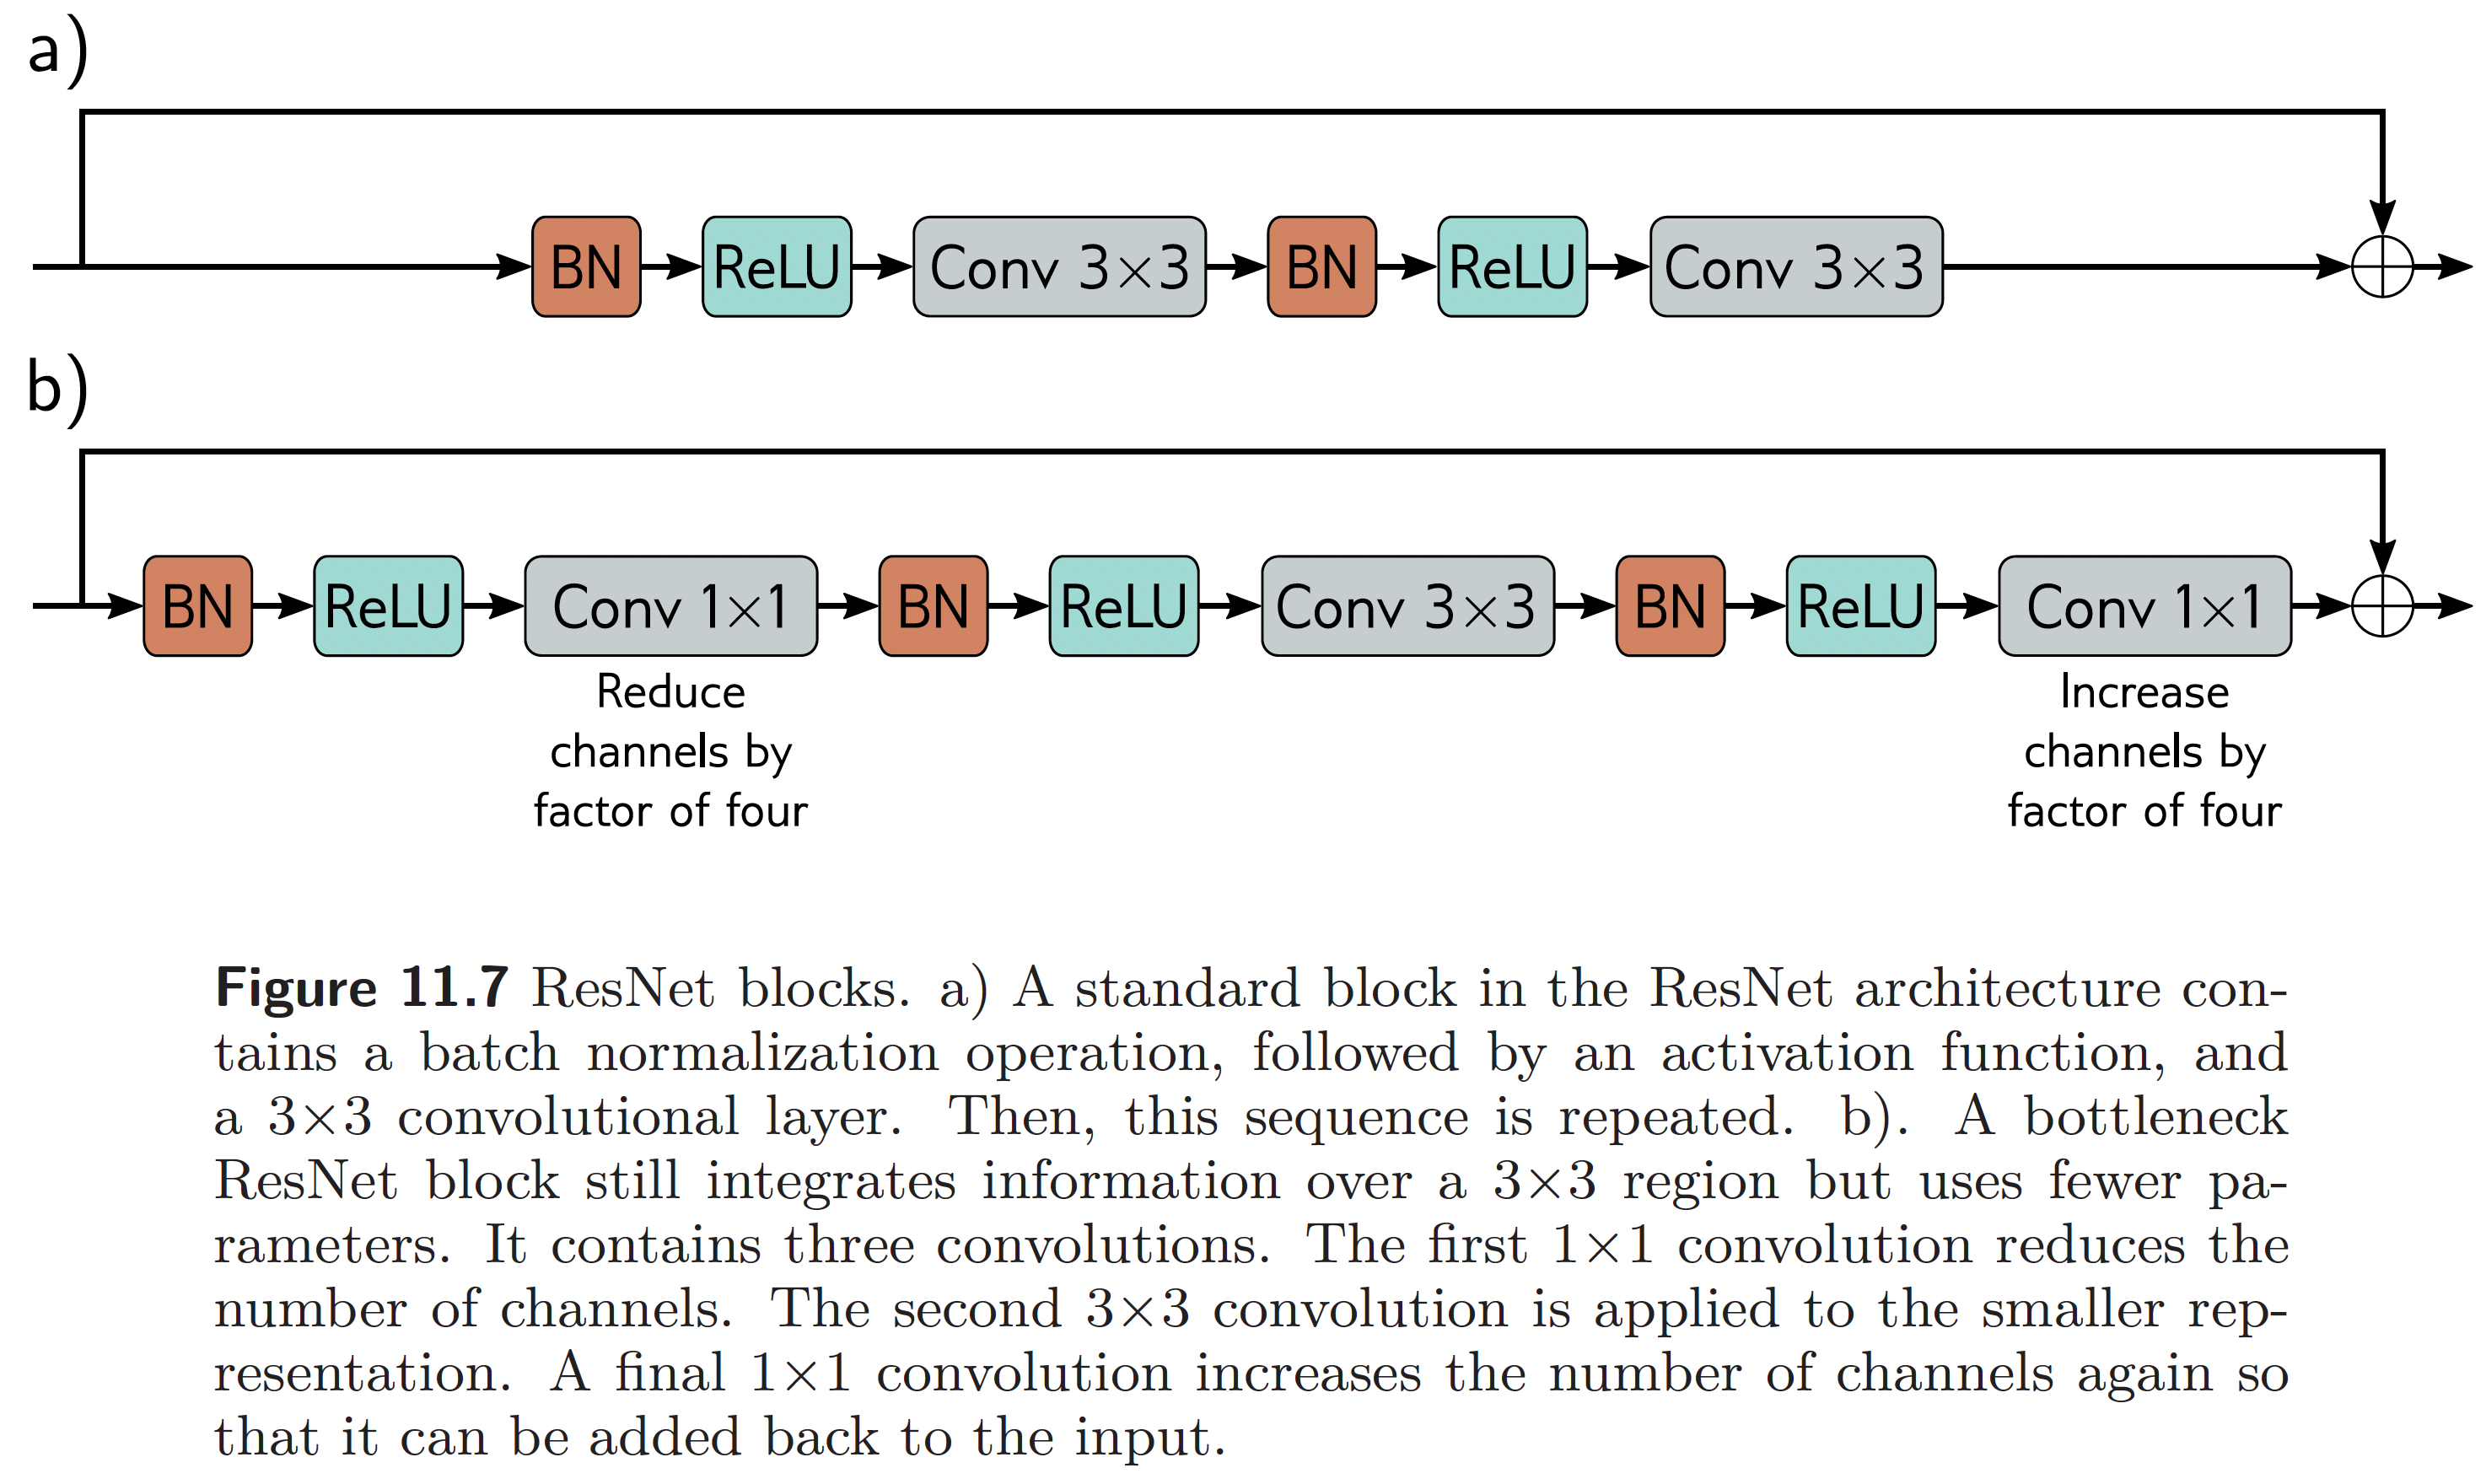 a)
BN ReLU Conv 3×3 BN ReLU Conv 3×3
b)
BN ReLU Conv 1×1 BN ReLU Conv 3×3 BN ReLU Conv 1×1
Reduce
channels by
factor of four
Increase
channels by
factor of four
Figure 11.7 ResNet blocks. a) A standard block in the ResNet architecture con-
tains a batch normalization operation, followed by an activation function, and
a 3×3 convolutional layer. Then, this sequence is repeated. b). A bottleneck
ResNet block still integrates information over a 3×3 region but uses fewer pa-
rameters. It contains three convolutions. The first 1×1 convolution reduces the
number of channels. The second 3×3 convolution is applied to the smaller rep-
resentation. A final 1×1 convolution increases the number of channels again so
that it can be added back to the input.